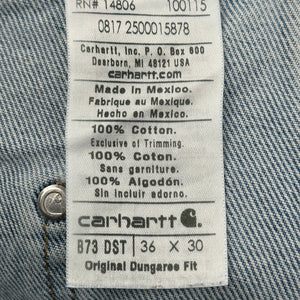 RN# 14806 100115
0817 2500015878
Carhartt, Inc. P. O. Box 600
Dearborn, MI 48121 USA
carhartt.com
Made in Mexico.
Fabrique au Mexique.
Hecho en Mexico.
100% Cotton.
Exclusive of Trimming.
100% Coton.
Sans garniture.
100% Algodón.
Sin incluir adorno.
carhartt
B73 DST 36 X 30
Original Dungaree Fit